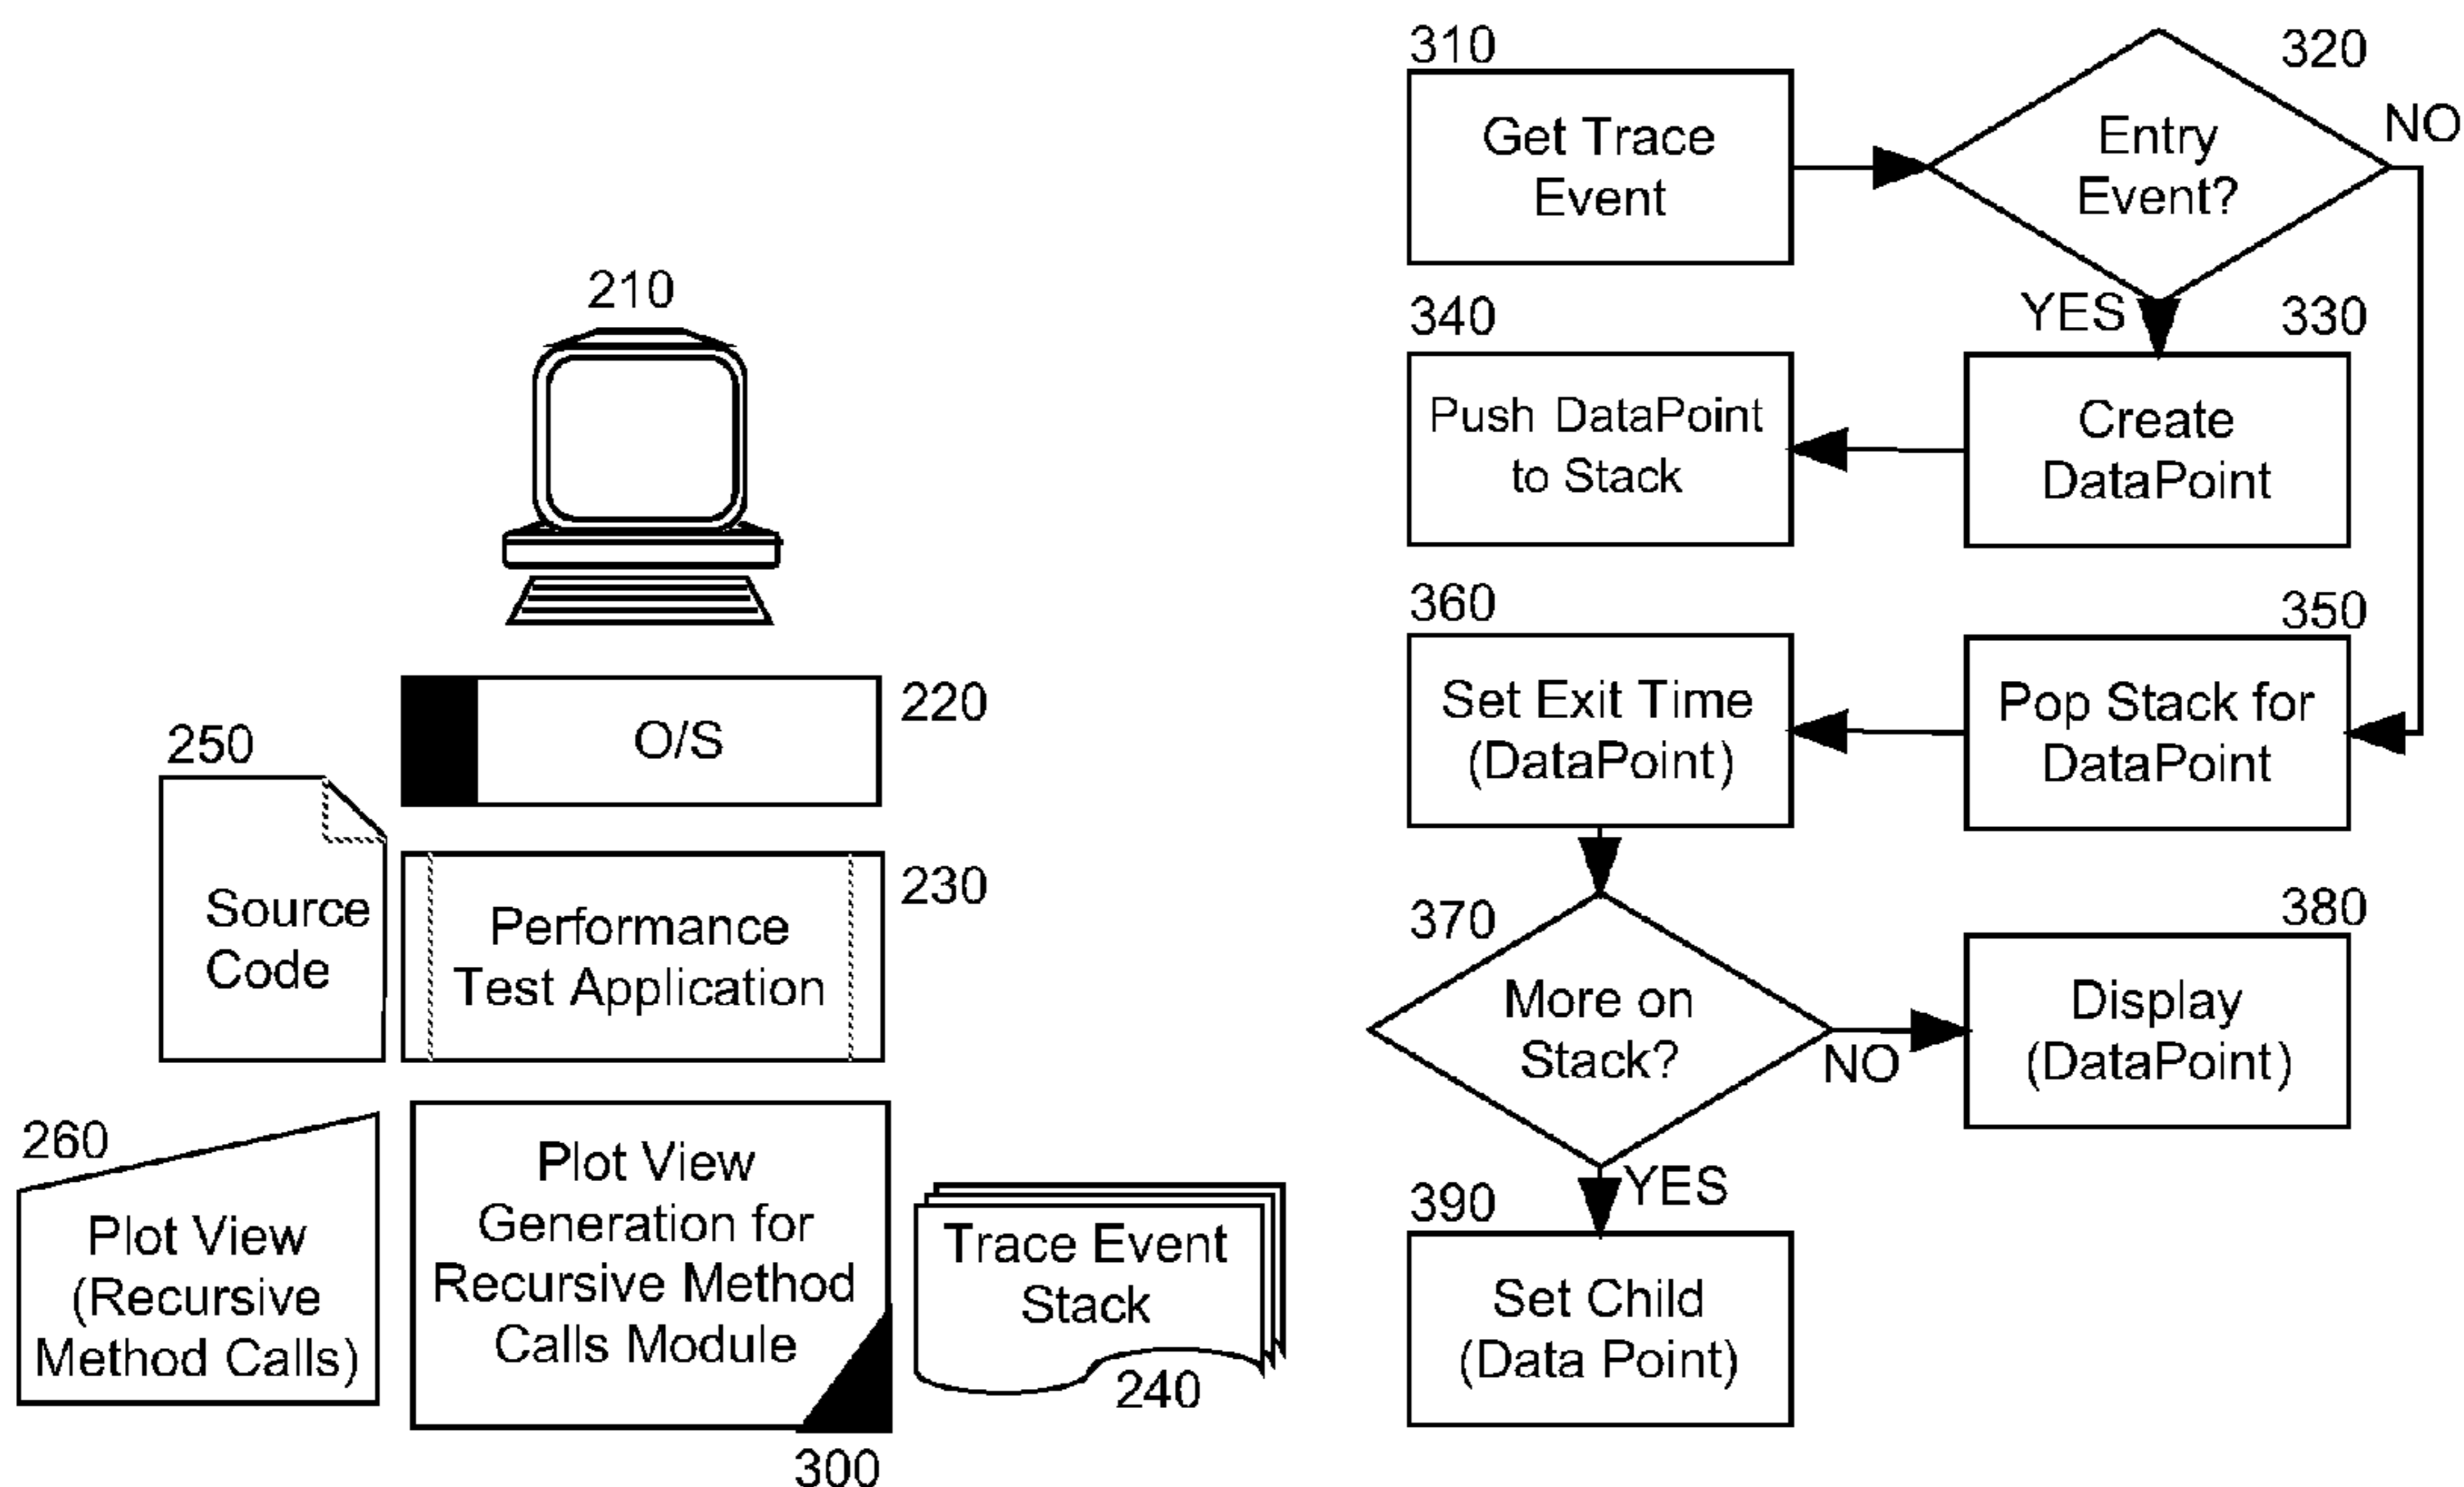 210
220
O/S
250
Source
Code
230
Performance
Test Application
260
Plot View
(Recursive
Method Calls)
Plot View
Generation for
Recursive Method
Calls Module
300
Trace Event
Stack
240
310
Get Trace
Event
320
Entry
Event?
NO
YES
330
Create
DataPoint
340
Push DataPoint
to Stack
350
Pop Stack for
DataPoint
360
Set Exit Time
(DataPoint)
370
More on
Stack?
NO
380
Display
(DataPoint)
YES
390
Set Child
(Data Point)